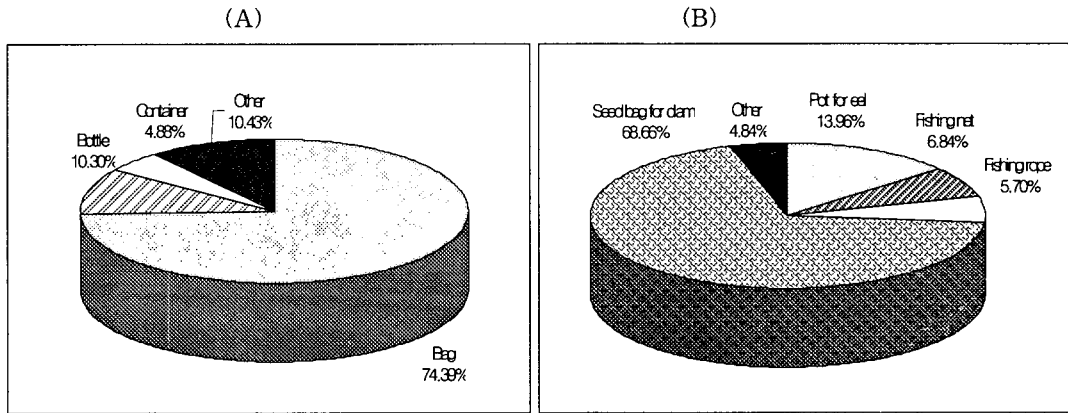 (A)
(B)
Other
10.43%
Container
4.88%
Bottle
10.30%
Bag
74.39%
Seed bag for clam
68.66%
Other
4.84%
Pot for eel
13.96%
Fishing net
6.84%
Fishing rope
5.70%